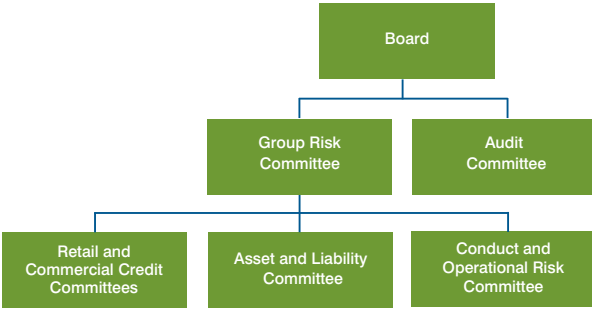 Board
Group Risk
Committee
Audit
Committee
Retail and
Commercial Credit
Committees
Asset and Liability
Committee
Conduct and
Operational Risk
Committee